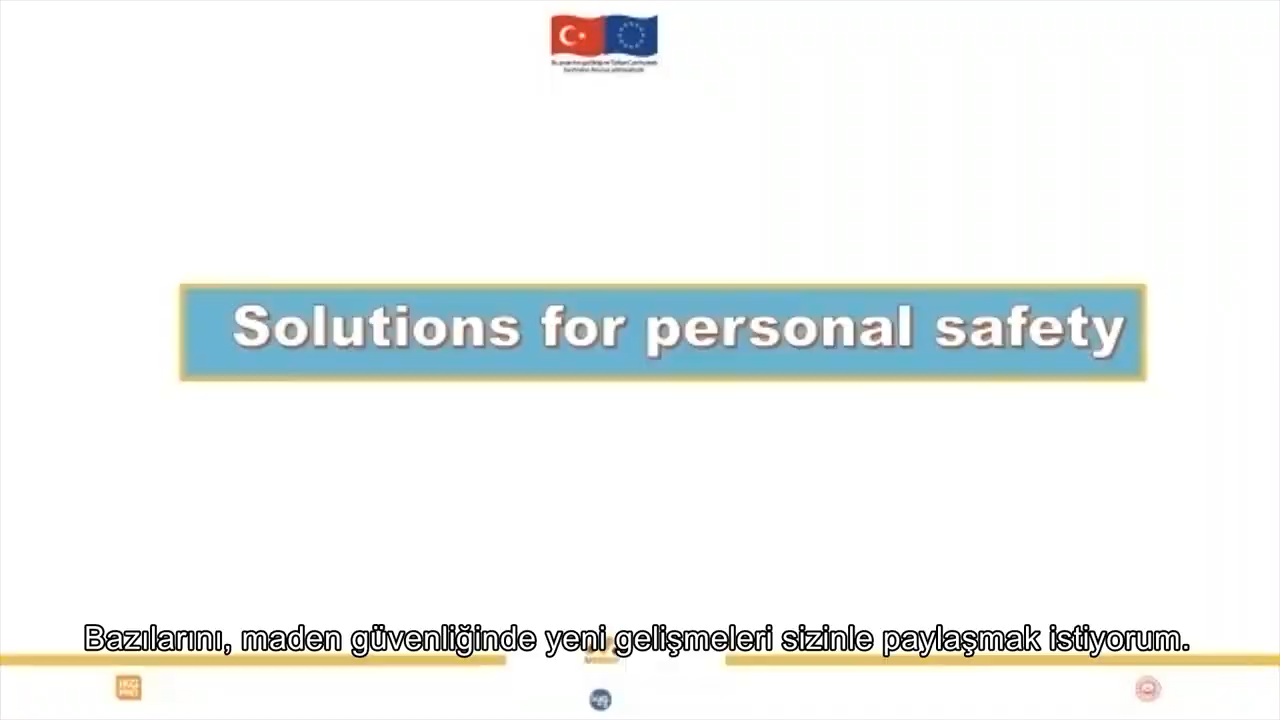 Solutions for personal safety
Bazılarını, maden güvenliğinde yeni gelişmeleri sizinle paylaşmak istiyorum.